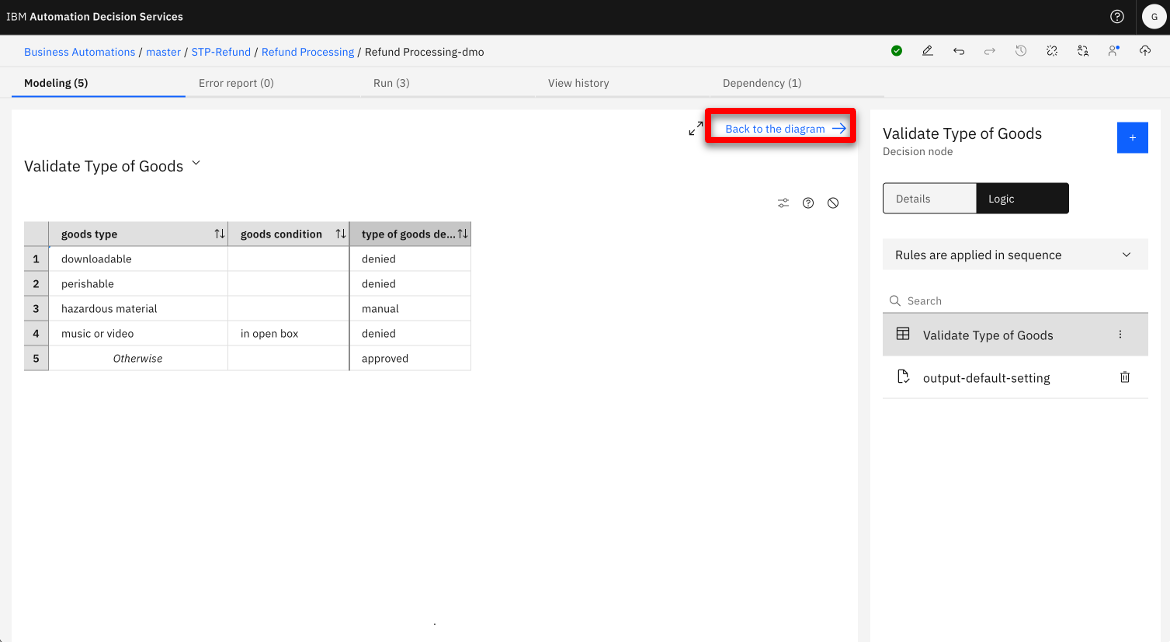 IBM Automation Decision Services
G
Business Automations / master / STP-Refund / Refund Processing / Refund Processing-dmo
Modeling (5)
Error report (0)
Run (3)
View history
Dependency (1)
Back to the diagram
Validate Type of Goods
goods type
goods condition
type of goods de...
1 downloadable denied
2 perishable denied
3 hazardous material manual
4 music or video in open box denied
5 Otherwise approved
Validate Type of Goods
Decision node
+
Details
Logic
Rules are applied in sequence
Search
Validate Type of Goods
output-default-setting